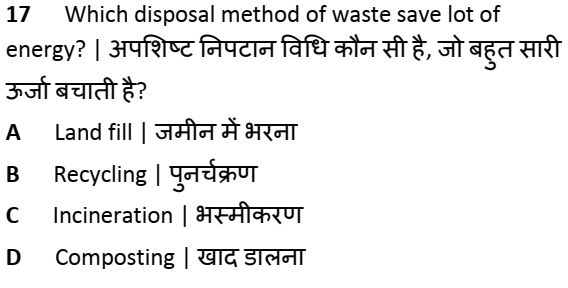 17 Which disposal method of waste save lot of
energy? | अपशिष्ट निपटान विधि कौन सी है, जो बहुत सारी
ऊर्जा बचाती है?
A Land fill | जमीन में भरना
B Recycling | पुनर्चक्रण
C Incineration | भस्मीकरण
D Composting | खाद डालना